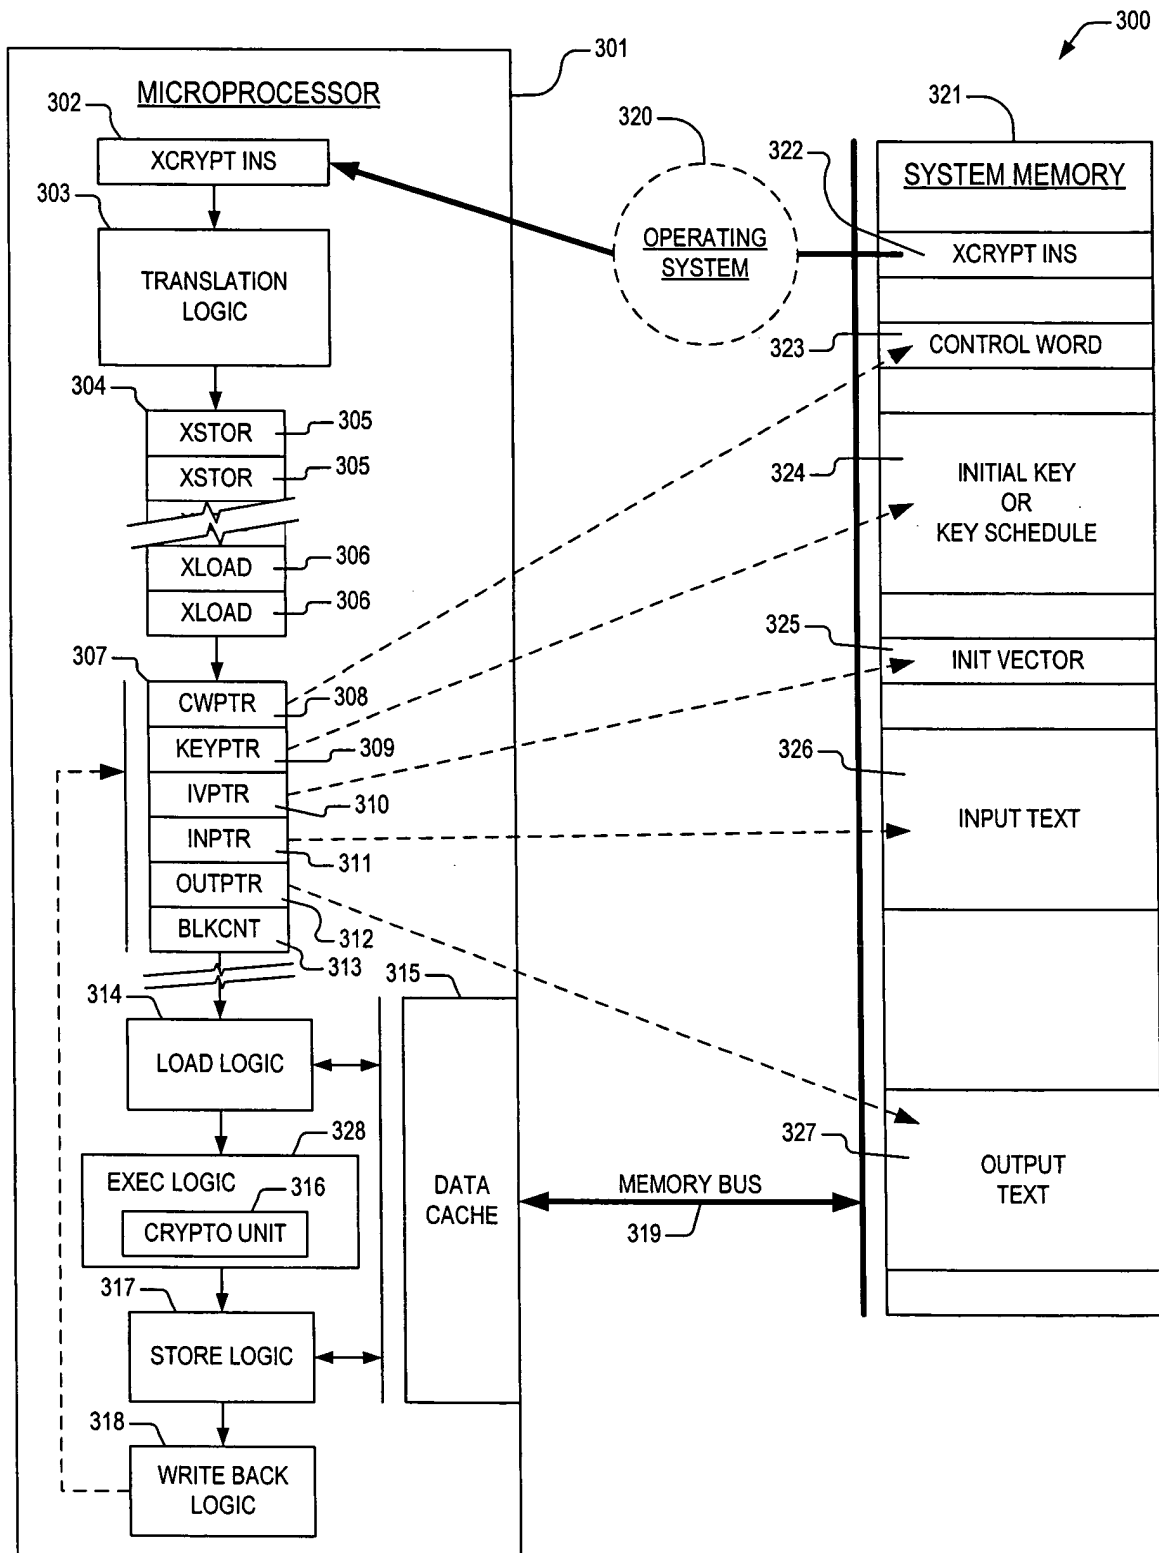 300
301
MICROPROCESSOR
302
XCRYPT INS
303
TRANSLATION
LOGIC
304
XSTOR
305
XSTOR
305
XLOAD
306
XLOAD
306
307
CWPTR
308
KEYPTR
309
IVPTR
310
INPTR
311
OUTPTR
312
BLKCNT
313
314
LOAD LOGIC
315
DATA
CACHE
328
EXEC LOGIC
316
CRYPTO UNIT
317
STORE LOGIC
318
WRITE BACK
LOGIC
320
OPERATING
SYSTEM
MEMORY BUS
319
321
SYSTEM MEMORY
322
XCRYPT INS
323
CONTROL WORD
324
INITIAL KEY
OR
KEY SCHEDULE
325
INIT VECTOR
326
INPUT TEXT
327
OUTPUT
TEXT